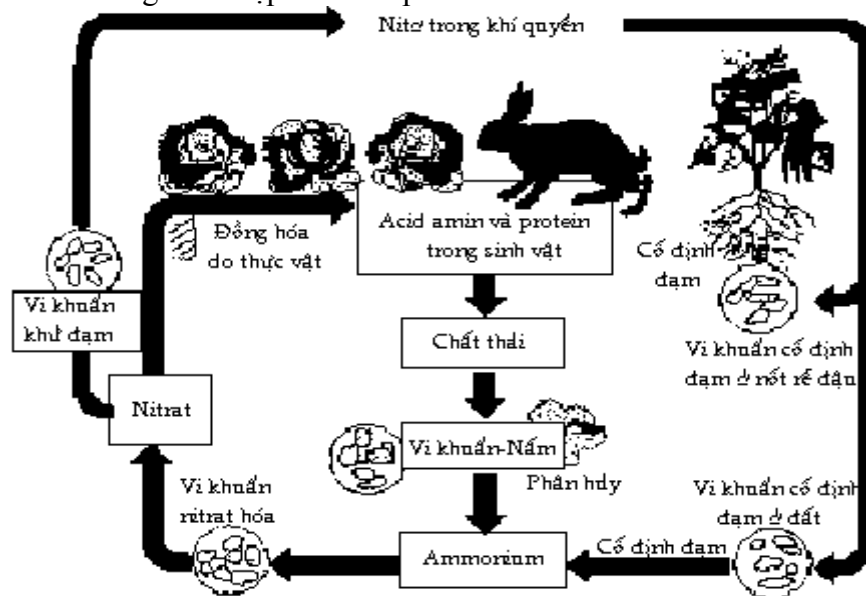 Nitơ trong khí quyển
Acid amin và protein
trong sinh vật
Đồng hóa
do thực vật
Cố định
đạm
Vi khuẩn
khử đạm
Chất thải
Vi khuẩn cố định
đạm ở nốt rễ đậu
Nitrat
Vi khuẩn-Nấm
Phân hủy
Vi khuẩn
nitrat hóa
Vi khuẩn cố định
đạm ở đất
Ammonium
Cố định đạm